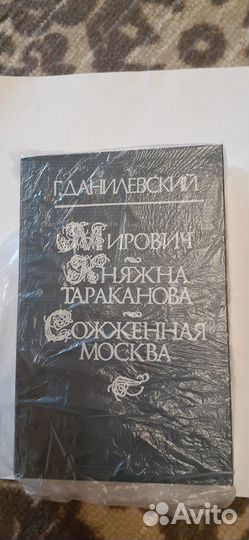 Г.ДАНИЛЕВСКИЙ
МИРОВИЧ
КНЯЖНА
ТАРАКАНОВА
СОЖЖЕННАЯ
МОСКВА
Avito